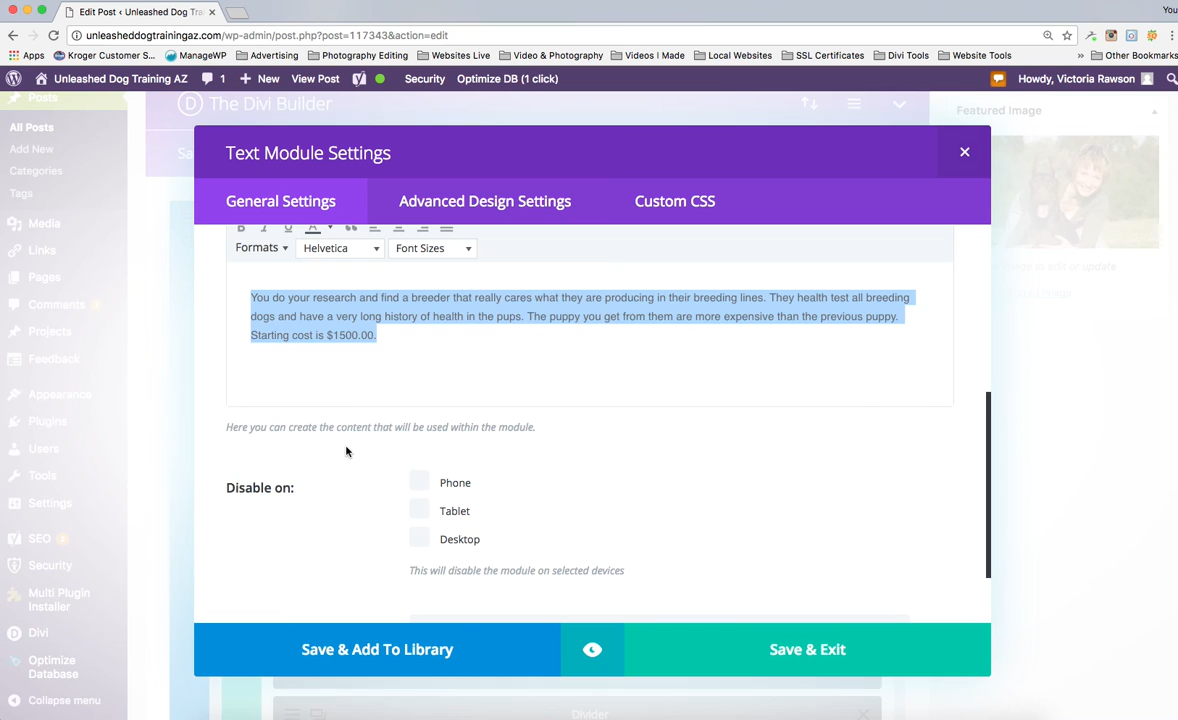 Edit Post ‹ Unleashed Dog Tra
You
unleasheddogtrainingaz.com/wp-admin/post.php?post=117343&action=edit
Apps
Kroger Customer S...
ManageWP
Advertising
Photography Editing
Websites Live
Video & Photography
Videos I Made
Local Websites
SSL Certificates
Divi Tools
Website Tools
»
Other Bookmarks
Unleashed Dog Training AZ
1
New
View Post
Security
Optimize DB (1 click)
Howdy, Victoria Rawson
Posts
All Posts
Add New
Categories
Tags
Media
Links
Pages
Comments
Projects
Feedback
Appearance
Plugins
Users
Tools
Settings
SEO
Security
Multi Plugin
Installer
Divi
Optimize
Database
Collapse menu
The Divi Builder
Sa
Featured Image
image to edit or update
Text Module Settings
General Settings
Advanced Design Settings
Custom CSS
Formats
Helvetica
Font Sizes
You do your research and find a breeder that really cares what they are producing in their breeding lines. They health test all breeding
dogs and have a very long history of health in the pups. The puppy you get from them are more expensive than the previous puppy.
Starting cost is $1500.00.
Here you can create the content that will be used within the module.
Disable on:
Phone
Tablet
Desktop
This will disable the module on selected devices
Save & Add To Library
Save & Exit
Divider